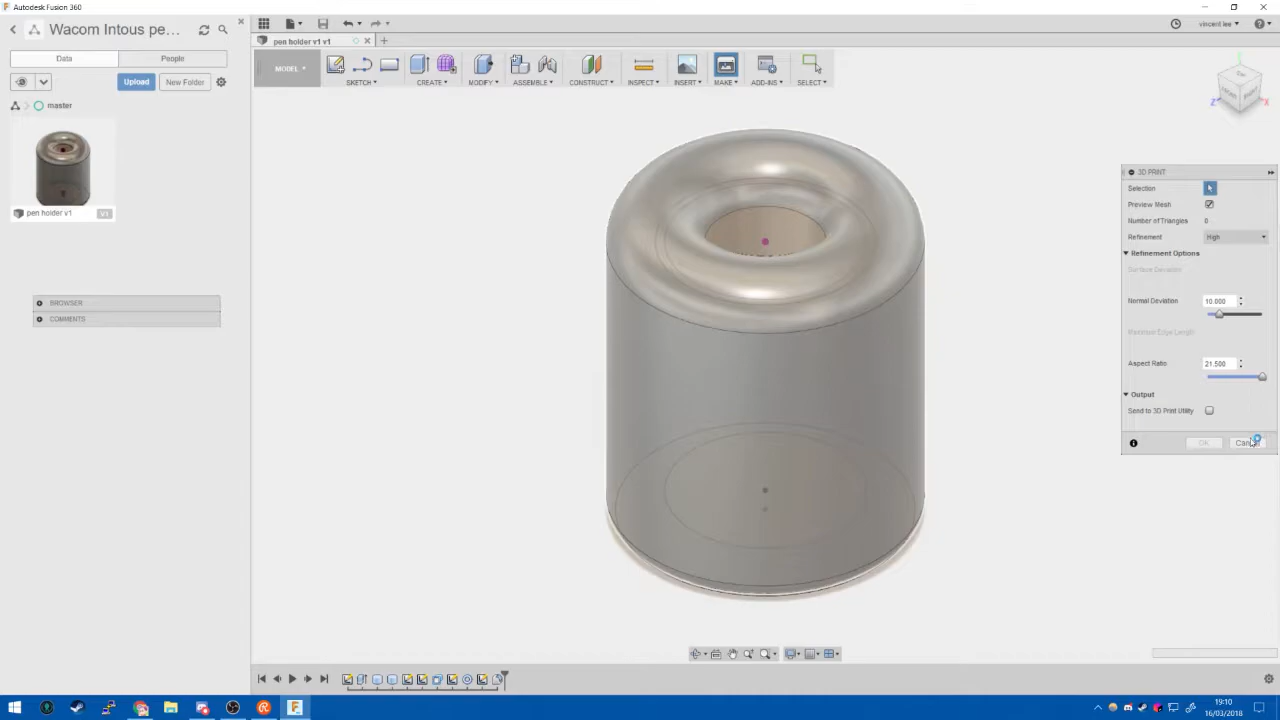 Autodesk Fusion 360
Wacom Intous pe...
vincent lee
Data
People
pen holder v1 v1
Upload
New Folder
MODEL
SKETCH
CREATE
MODIFY
ASSEMBLE
CONSTRUCT
INSPECT
INSERT
MAKE
ADD-INS
SELECT
master
pen holder v1
V1
BROWSER
COMMENTS
3D PRINT
Selection
Preview Mesh
Number of Triangles
0
Refinement
High
Refinement Options
Surface Deviation
Normal Deviation
10.000
Maximum Edge Length
Aspect Ratio
21.500
Output
Send to 3D Print Utility
OK
19:10
16/03/2018